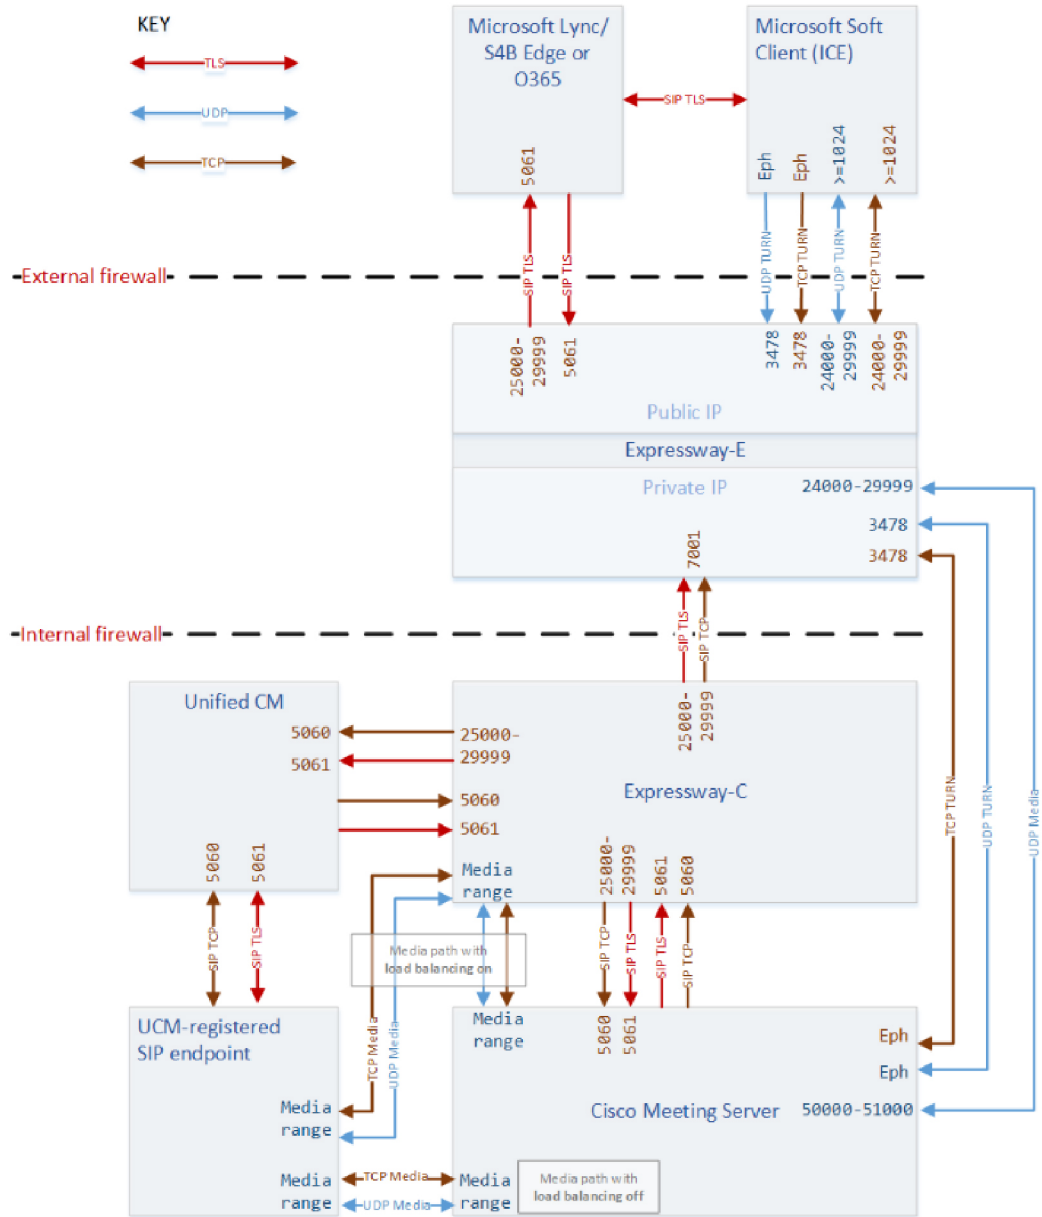 KEY
TLS
UDP
TCP
Microsoft Lync/
S4B Edge or
O365
Microsoft Soft
Client (ICE)
SIP TLS
5061
Eph
Eph
>=1024
>=1024
SIP TLS
SIP TLS
UDP TURN
TCP TURN
UDP TURN
TCP TURN
External firewall
25000-
29999
5061
3478
3478
24000-
29999
24000-
29999
Public IP
Expressway-E
Private IP
24000-29999
3478
3478
7001
SIP TLS
SIP TCP
Internal firewall
Unified CM
5060
5061
25000-
29999
25000-
29999
Expressway-C
5060
5061
5060
5061
Media
range
25000-
29999
5061
5060
TCP TURN
UDP TURN
UDP Media
SIP TCP
SIP TLS
Media path with
load balancing on
SIP TCP
SIP TLS
SIP TLS
SIP TCP
UCM-registered
SIP endpoint
TCP Media
UDP Media
Media
range
5060
5061
Eph
Eph
Cisco Meeting Server
50000-51000
Media
range
Media
range
TCP Media
UDP Media
Media
range
Media path with
load balancing off